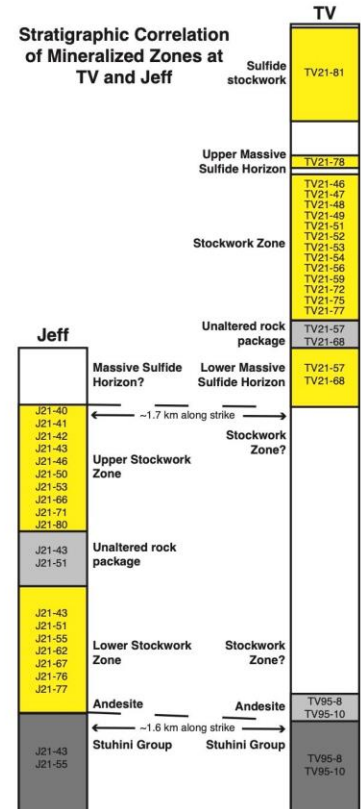 Stratigraphic Correlation
of Mineralized Zones at
TV and Jeff
TV
Sulfide
stockwork
TV21-81
Upper Massive
Sulfide Horizon
TV21-78
Stockwork Zone
TV21-46
TV21-47
TV21-48
TV21-49
TV21-51
TV21-52
TV21-53
TV21-54
TV21-56
TV21-59
TV21-72
TV21-75
TV21-77
Unaltered rock
package
TV21-57
TV21-68
Jeff
Massive Sulfide
Horizon?
Lower Massive
Sulfide Horizon
TV21-57
TV21-68
~1.7 km along strike
J21-40
J21-41
J21-42
J21-43
J21-46
J21-50
J21-53
J21-66
J21-71
J21-80
Upper Stockwork
Zone
Stockwork
Zone?
J21-43
J21-51
Unaltered rock
package
J21-43
J21-51
J21-55
J21-62
J21-67
J21-76
J21-77
Lower Stockwork
Zone
Stockwork
Zone?
Andesite
Andesite
TV95-8
TV95-10
~1.6 km along strike
J21-43
J21-55
Stuhini Group
Stuhini Group
TV95-8
TV95-10